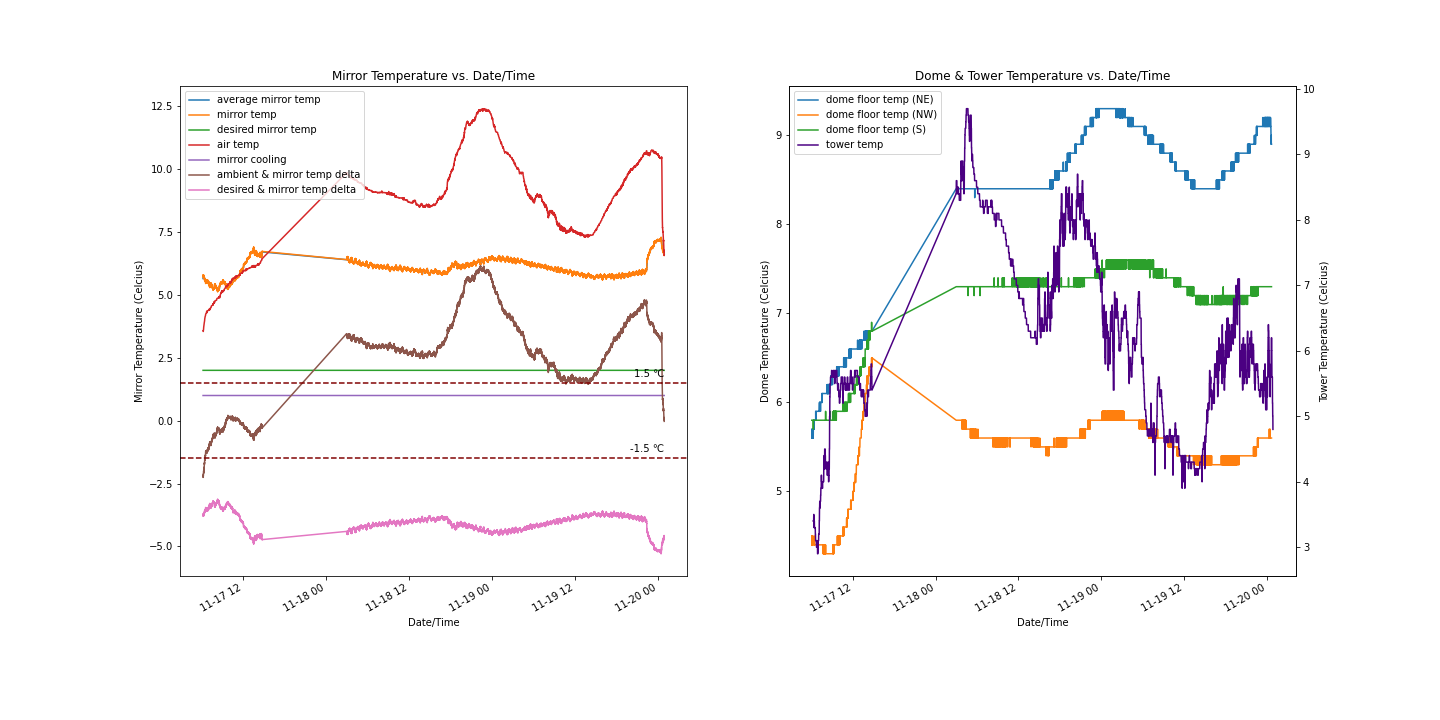 Mirror Temperature vs. Date/Time
12.5
10.0
7.5
5.0
2.5
0.0
−2.5
−5.0
Mirror Temperature (Celcius)
average mirror temp
mirror temp
desired mirror temp
air temp
mirror cooling
ambient & mirror temp delta
desired & mirror temp delta
1.5 °C
-1.5 °C
11-17 12
11-18 00
11-18 12
11-19 00
11-19 12
11-20 00
Date/Time
Dome & Tower Temperature vs. Date/Time
9
8
7
6
5
Dome Temperature (Celcius)
dome floor temp (NE)
dome floor temp (NW)
dome floor temp (S)
tower temp
10
9
8
7
6
5
4
3
Tower Temperature (Celcius)
11-17 12
11-18 00
11-18 12
11-19 00
11-19 12
11-20 00
Date/Time